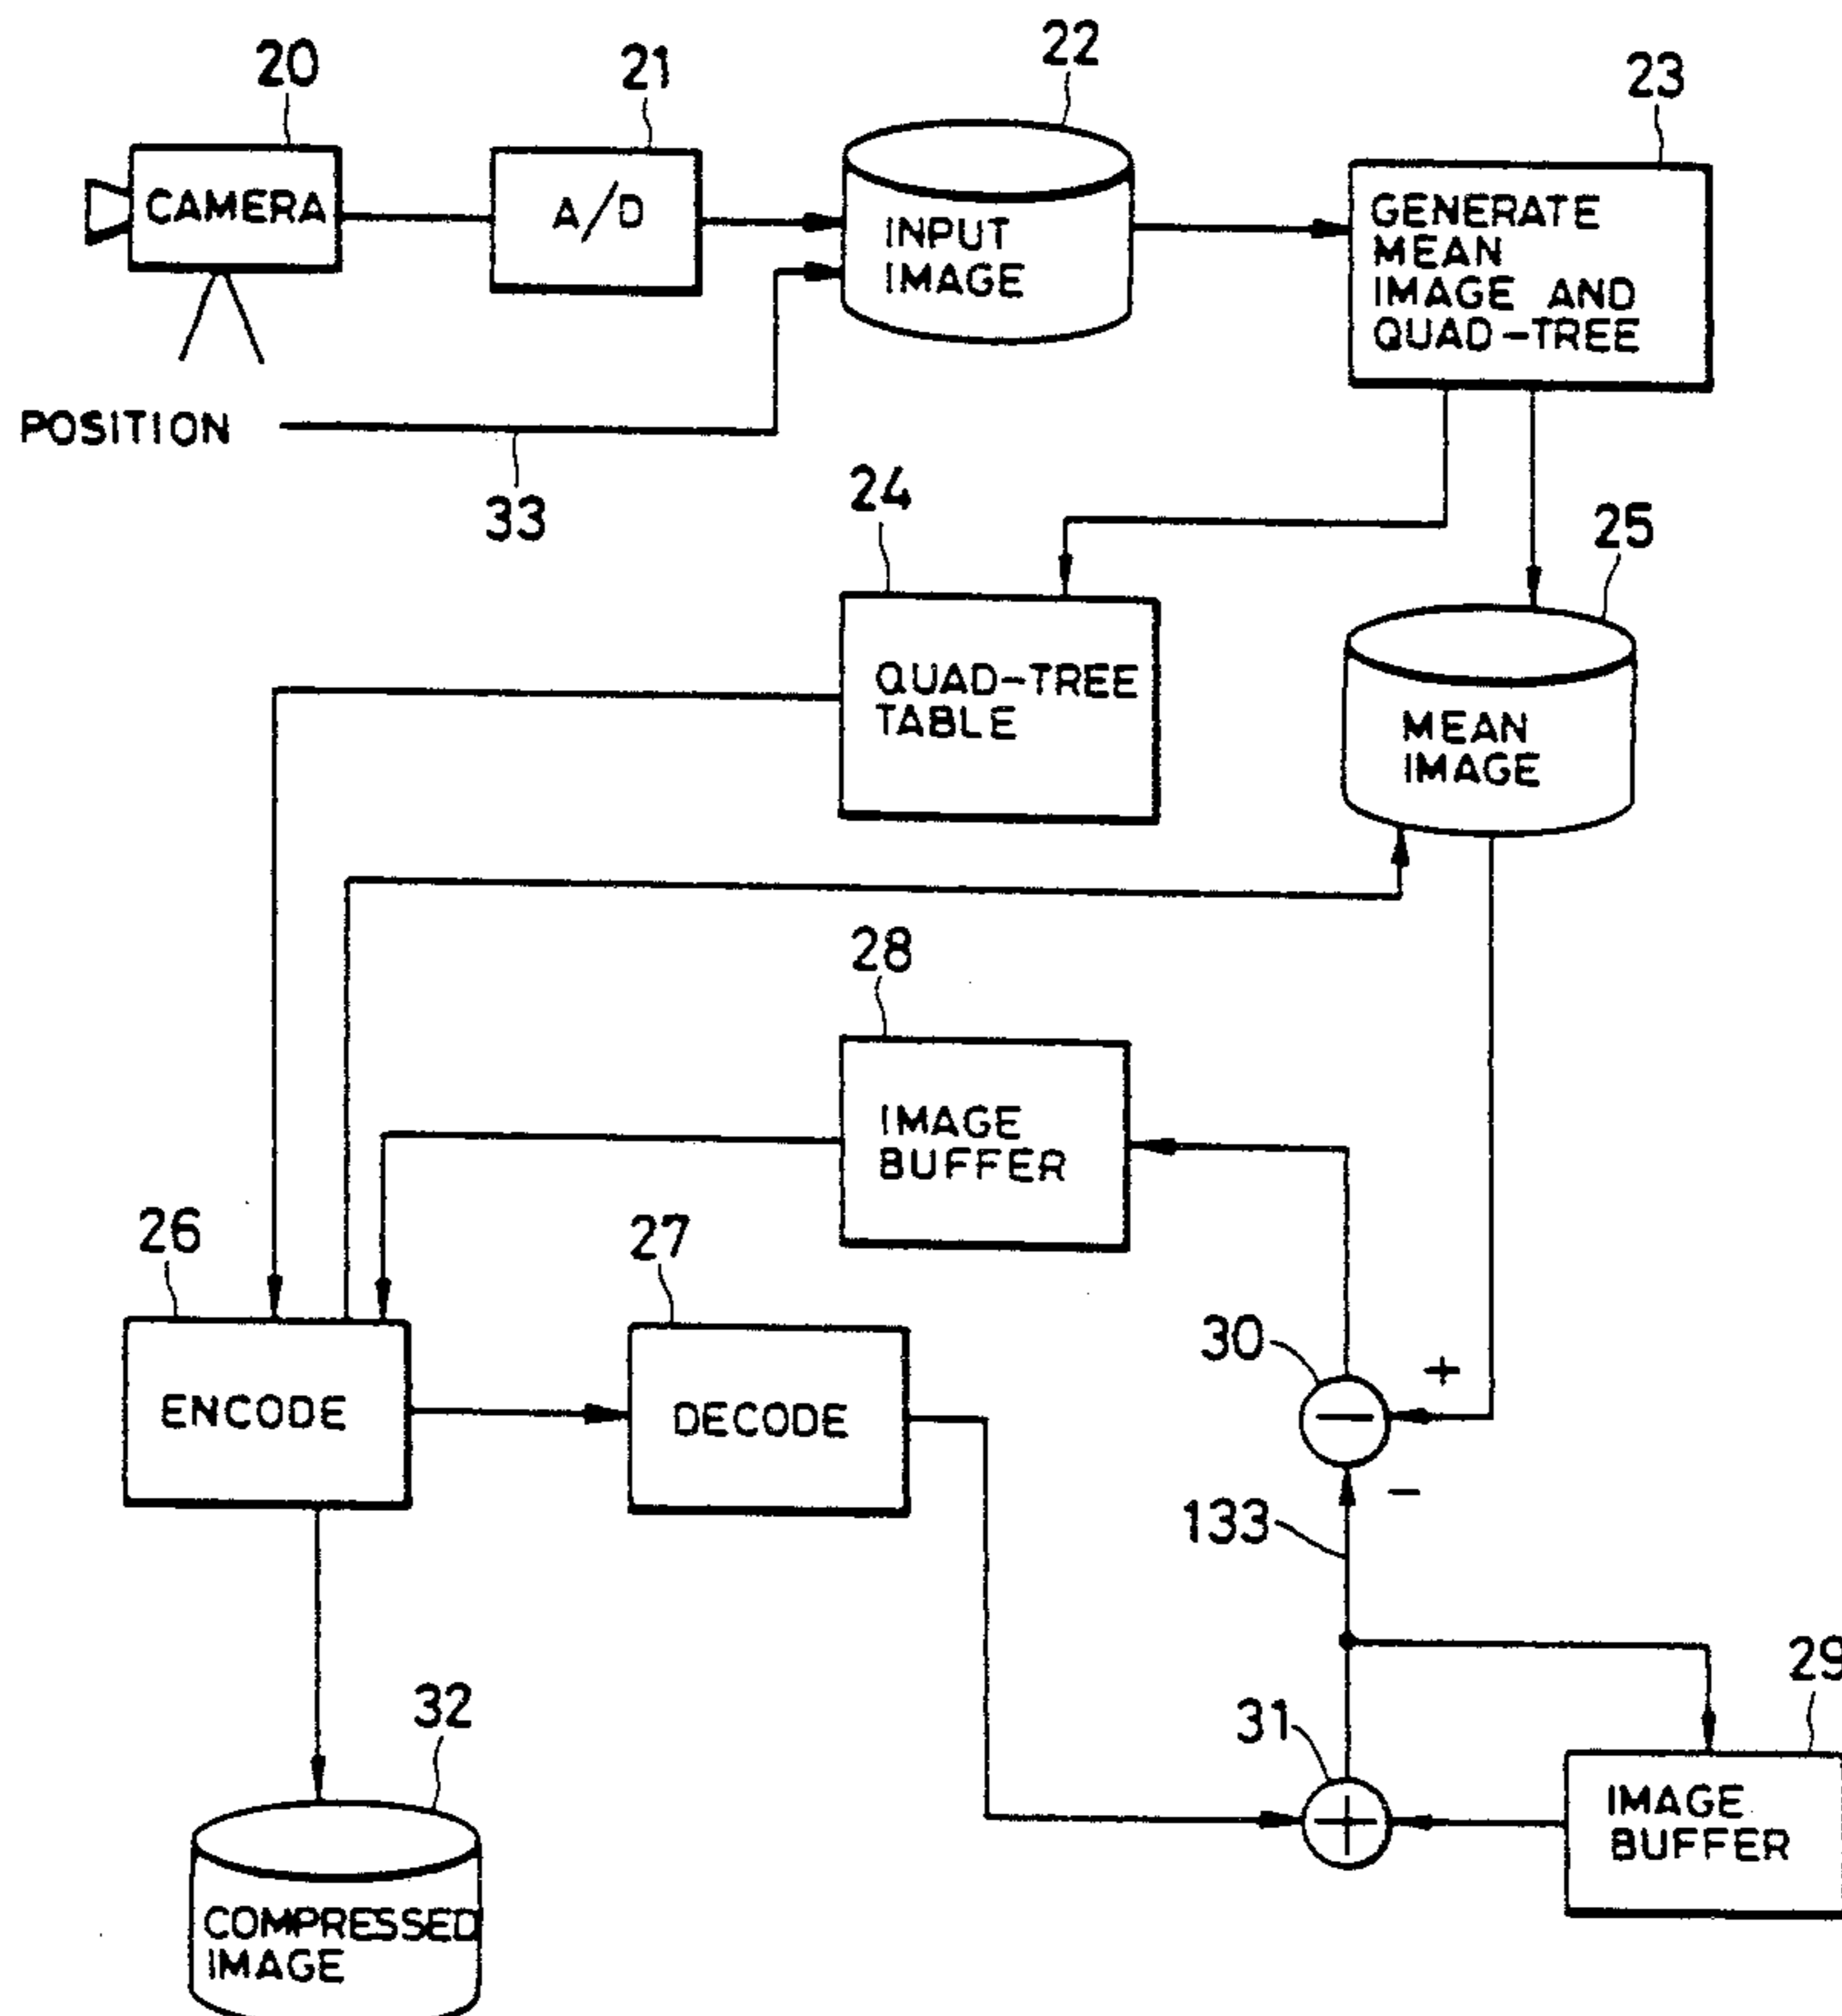 20
21
22
23
CAMERA
A/D
INPUT
IMAGE
GENERATE
MEAN
IMAGE AND
QUAD-TREE
POSITION
33
24
25
QUAD-TREE
TABLE
MEAN
IMAGE
28
IMAGE
BUFFER
26
27
ENCODE
DECODE
30
+
−
−
133
32
31
29
+
IMAGE
BUFFER
COMPRESSED
IMAGE